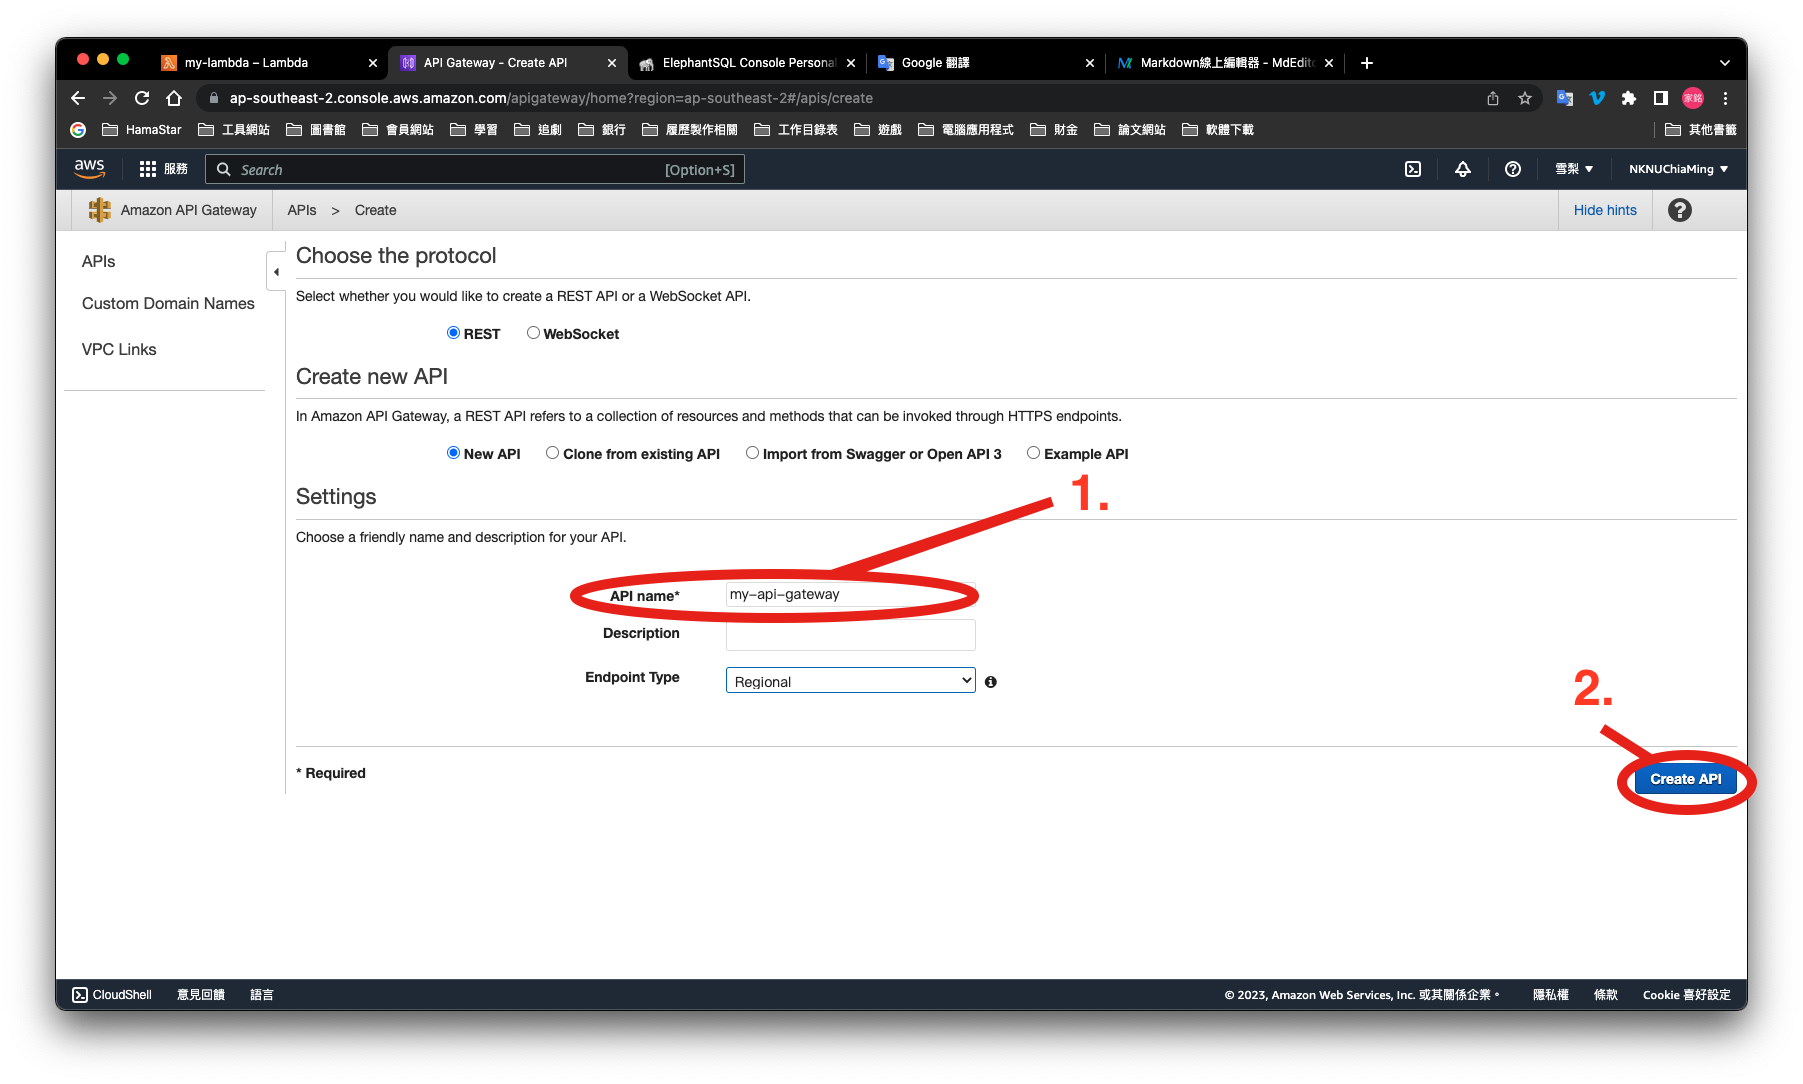 my-lambda – Lambda
API Gateway - Create API
ElephantSQL Console Personal
Google 翻譯
Markdown線上編輯器 - MdEdito
ap-southeast-2.console.aws.amazon.com/apigateway/home?region=ap-southeast-2#/apis/create
家銘
HamaStar
工具網站
圖書館
會員網站
學習
追劇
銀行
履歷製作相關
工作目錄表
遊戲
電腦應用程式
財金
論文網站
軟體下載
其他書籤
aws
服務
Search
[Option+S]
雪梨
NKNUChiaMing
Amazon API Gateway
APIs > Create
Hide hints
APIs
Custom Domain Names
VPC Links
Choose the protocol
Select whether you would like to create a REST API or a WebSocket API.
REST
WebSocket
Create new API
In Amazon API Gateway, a REST API refers to a collection of resources and methods that can be invoked through HTTPS endpoints.
New API
Clone from existing API
Import from Swagger or Open API 3
Example API
Settings
1.
Choose a friendly name and description for your API.
API name*
my-api-gateway
Description
Endpoint Type
Regional
2.
* Required
Create API
CloudShell
意見回饋
語言
© 2023, Amazon Web Services, Inc. 或其關係企業。
隱私權
條款
Cookie 喜好設定